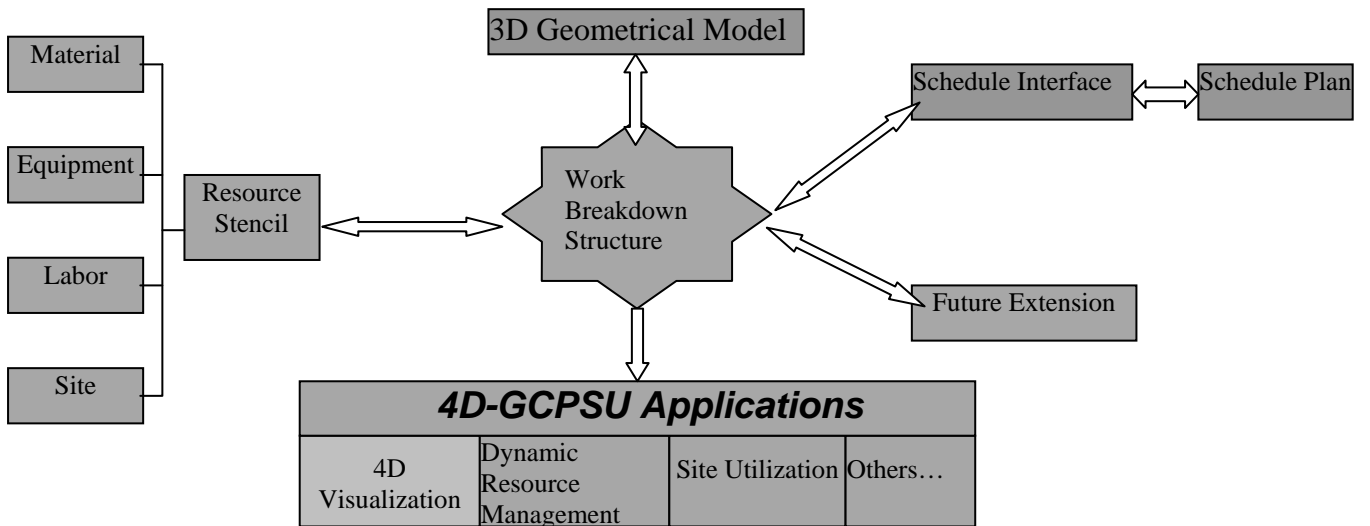 3D Geometrical Model
Material
Schedule Interface
Schedule Plan
Equipment
Resource
Stencil
Work
Breakdown
Structure
Labor
Future Extension
Site
4D-GCPSU Applications
4D
Visualization
Dynamic
Resource
Management
Site Utilization
Others…